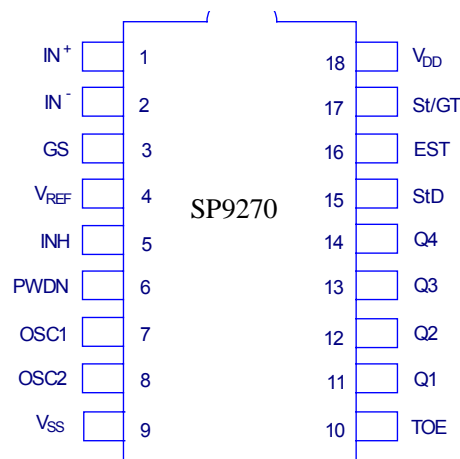 IN+ 1 18 VDD
IN- 2 17 St/GT
GS 3 16 EST
VREF 4 15 StD
SP9270
INH 5 14 Q4
PWDN 6 13 Q3
OSC1 7 12 Q2
OSC2 8 11 Q1
VSS 9 10 TOE